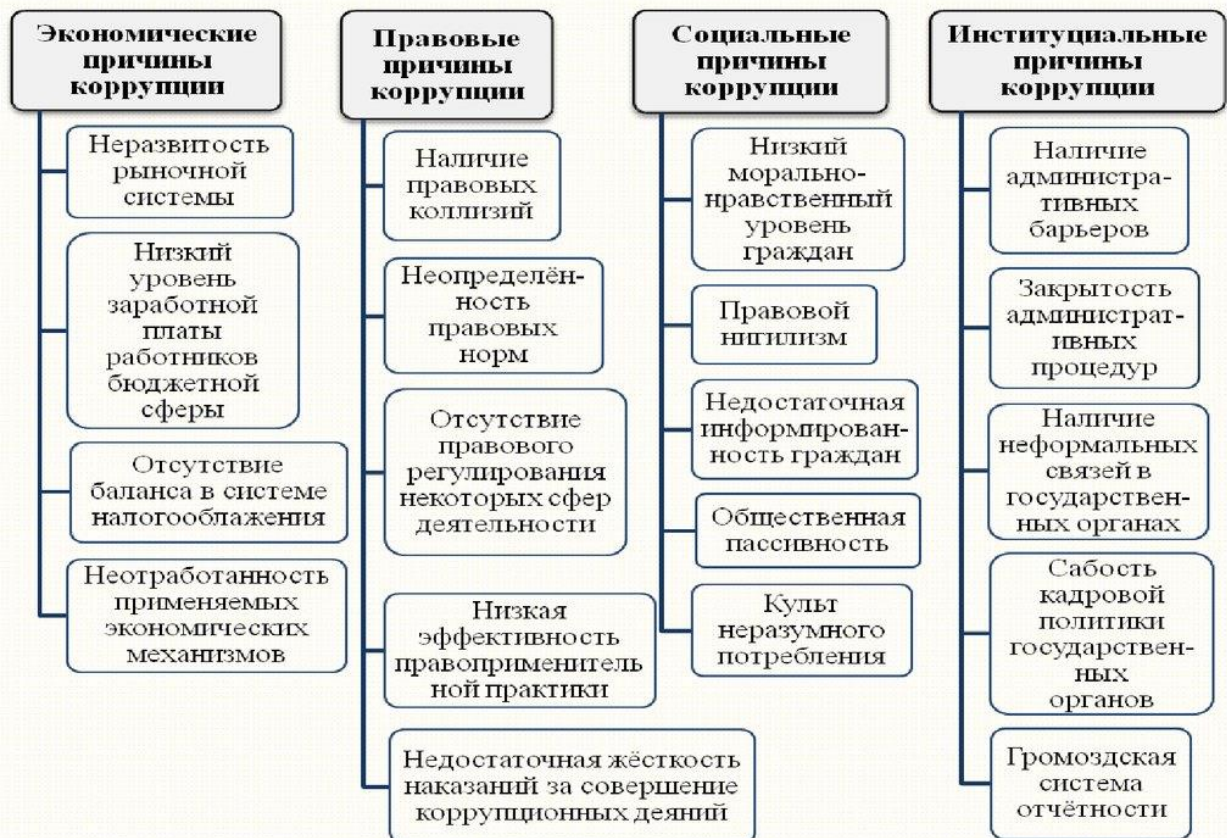 Экономические
причины
коррупции
Неразвитость
рыночной
системы
Низкий
уровень
заработной
платы
работников
бюджетной
сферы
Отсутствие
баланса в системе
налогооблажения
Неотработанность
применяемых
экономических
механизмов
Правовые
причины
коррупции
Наличие
правовых
коллизий
Неопределён-
ность
правовых
норм
Отсутствие
правового
регулирования
некоторых сфер
деятельности
Низкая
эффективность
правоприменитель
ной практики
Недостаточная жёсткость
наказаний за совершение
коррупционных деяний
Социальные
причины
коррупции
Низкий
морально-
нравственный
уровень
граждан
Правовой
нигилизм
Недостаточная
информирован-
ность граждан
Общественная
пассивность
Культ
неразумного
потребления
Институциальные
причины
коррупции
Наличие
администра-
тивных
барьеров
Закрытость
административ-
ивных
процедур
Наличие
неформальных
связей в
государствен-
ных органах
Сабость
кадровой
политики
государствен-
ных
органов
Громоздская
система
отчётности